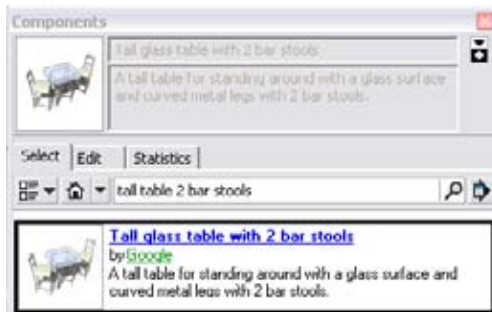 Components
Tall glass table with 2 bar stools
A tall table for standing around with a glass surface
and curved metal legs with 2 bar stools.
Select Edit Statistics
tall table 2 bar stools
Tall glass table with 2 bar stools
by Google
A tall table for standing around with a glass surface and
curved metal legs with 2 bar stools.